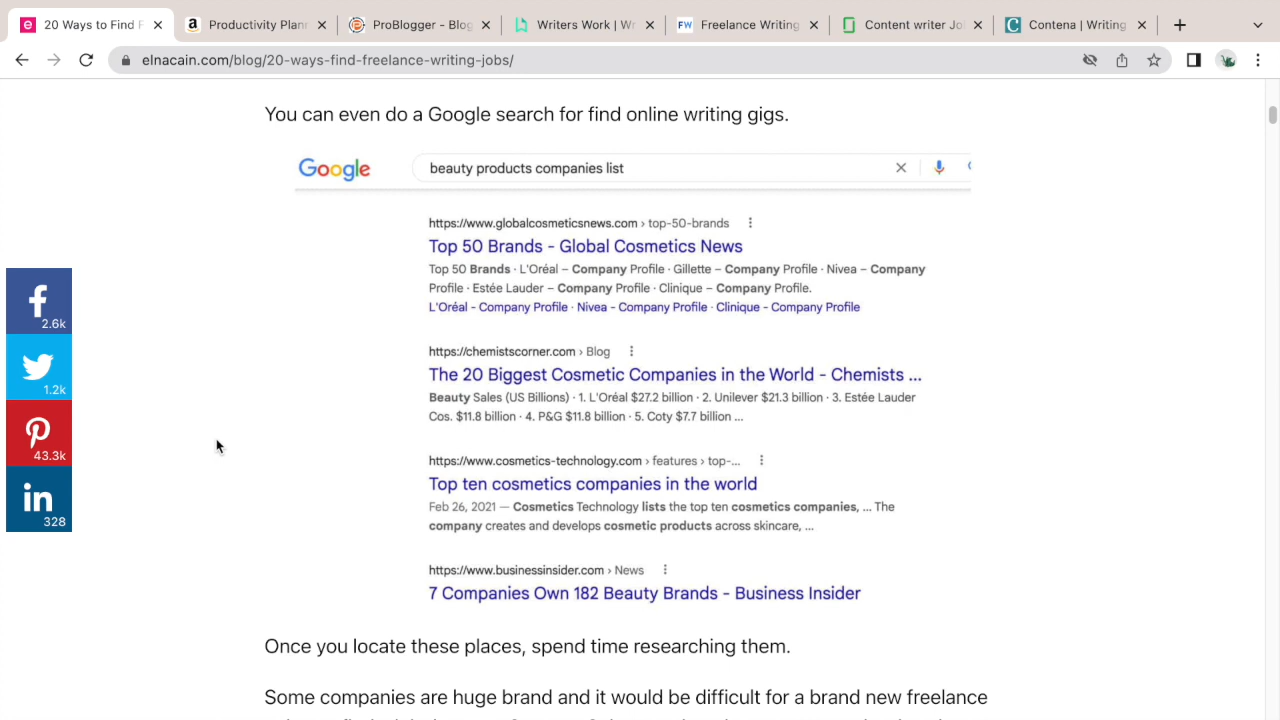 20 Ways to Find F
Productivity Plann
ProBlogger - Blog
Writers Work | Wr
Freelance Writing
Content writer Jo
Contena | Writing
elnacain.com/blog/20-ways-find-freelance-writing-jobs/
You can even do a Google search for find online writing gigs.
Google
beauty products companies list
https://www.globalcosmeticsnews.com › top-50-brands
Top 50 Brands - Global Cosmetics News
Top 50 Brands · L'Oréal – Company Profile · Gillette – Company Profile · Nivea – Company
Profile · Estée Lauder – Company Profile · Clinique – Company Profile.
L'Oréal - Company Profile · Nivea - Company Profile · Clinique - Company Profile
https://chemistscorner.com › Blog
The 20 Biggest Cosmetic Companies in the World - Chemists ...
Beauty Sales (US Billions) · 1. L'Oréal $27.2 billion · 2. Unilever $21.3 billion · 3. Estée Lauder
Cos. $11.8 billion · 4. P&G $11.8 billion · 5. Coty $7.7 billion ...
https://www.cosmetics-technology.com › features › top-...
Top ten cosmetics companies in the world
Feb 26, 2021 — Cosmetics Technology lists the top ten cosmetics companies, ... The
company creates and develops cosmetic products across skincare, ...
https://www.businessinsider.com › News
7 Companies Own 182 Beauty Brands - Business Insider
2.6k
1.2k
43.3k
328
Once you locate these places, spend time researching them.
Some companies are huge brand and it would be difficult for a brand new freelance